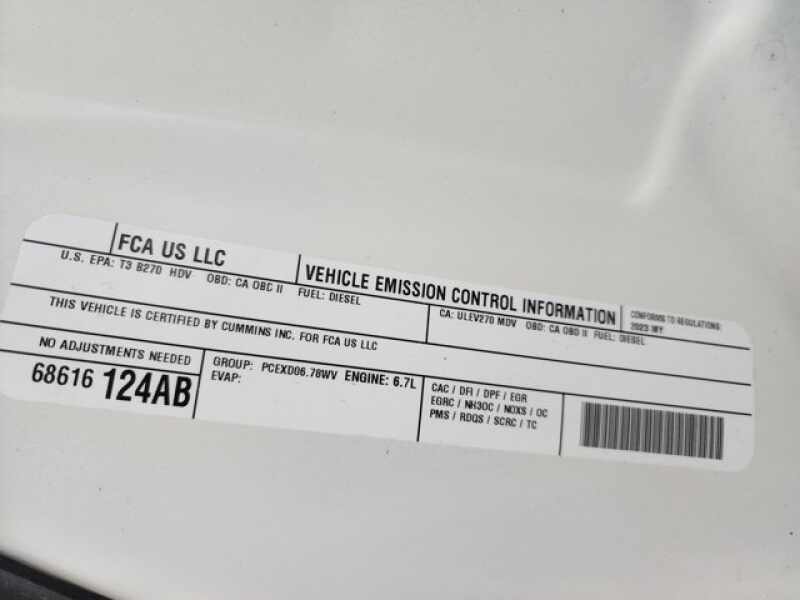 FCA US LLC
VEHICLE EMISSION CONTROL INFORMATION
CONFORMS TO REGULATIONS:
2023 MY
U.S. EPA: T3 B270 HDV OBD: CA OBD II FUEL: DIESEL
CA: ULEV270 MDV OBD: CA OBD II FUEL: DIESEL
THIS VEHICLE IS CERTIFIED BY CUMMINS INC. FOR FCA US LLC
NO ADJUSTMENTS NEEDED
68616 124AB
GROUP: PCEXD06.78WV ENGINE: 6.7L
EVAP:
CAC / DFI / DPF / EGR
EGRC / NH3OC / NOXS / OC
PMS / RDQS / SCRC / TC